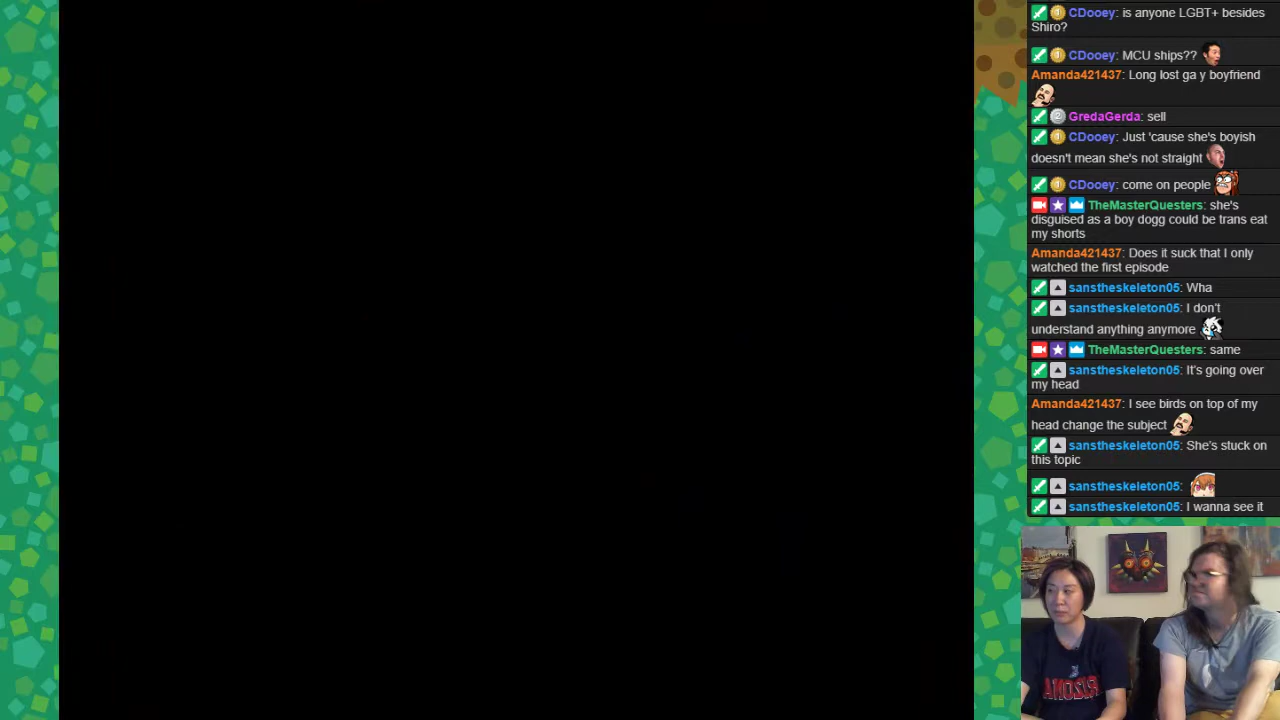 CDooey: is anyone LGBT+ besides
Shiro?
CDooey: MCU ships??
Amanda421437: Long lost ga y boyfriend
GredaGerda: sell
CDooey: Just 'cause she's boyish
doesn't mean she's not straight
CDooey: come on people
TheMasterQuesters: she's
disguised as a boy dogg could be trans eat
my shorts
Amanda421437: Does it suck that I only
watched the first episode
sanstheskeleton05: Wha
sanstheskeleton05: I don't
understand anything anymore
TheMasterQuesters: same
sanstheskeleton05: It's going over
my head
Amanda421437: I see birds on top of my
head change the subject
sanstheskeleton05: She's stuck on
this topic
sanstheskeleton05:
sanstheskeleton05: I wanna see it